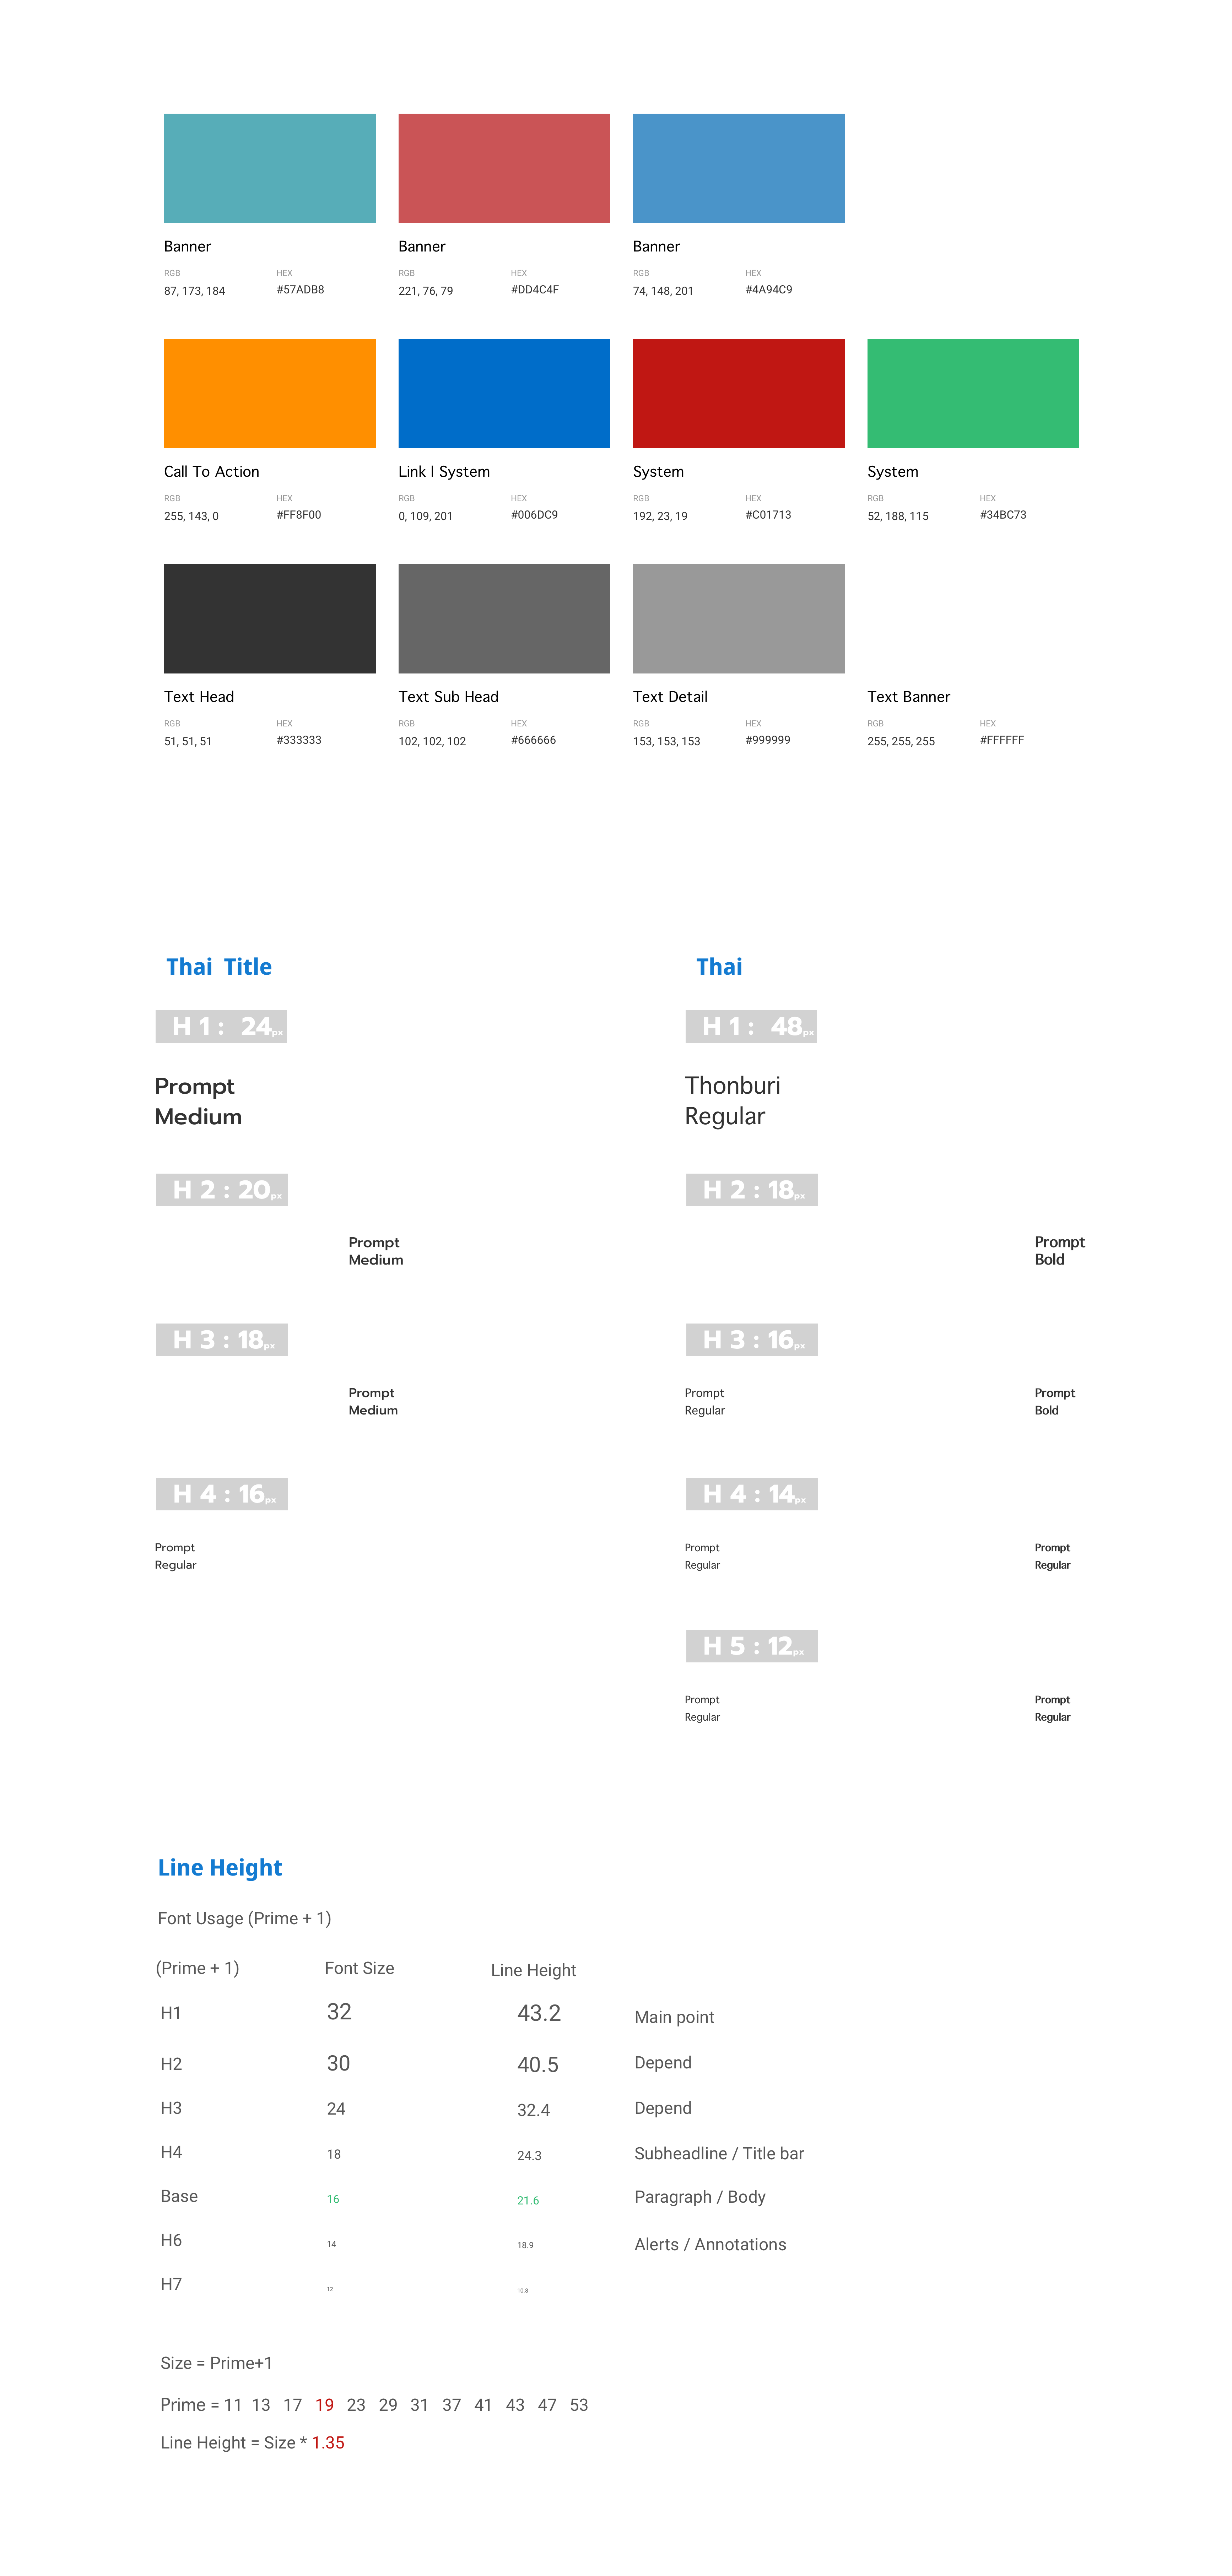 Banner
Banner
Banner
RGB HEX RGB HEX RGB HEX
87, 173, 184 #57ADB8 221, 76, 79 #DD4C4F 74, 148, 201 #4A94C9
Call To Action
Link | System
System
System
RGB HEX RGB HEX RGB HEX RGB HEX
255, 143, 0 #FF8F00 0, 109, 201 #006DC9 192, 23, 19 #C01713 52, 188, 115 #34BC73
Text Head
Text Sub Head
Text Detail
Text Banner
RGB HEX RGB HEX RGB HEX RGB HEX
51, 51, 51 #333333 102, 102, 102 #666666 153, 153, 153 #999999 255, 255, 255 #FFFFFF
Thai Title
H 1 : 24px
Prompt
Medium
H 2 : 20px
Prompt
Medium
H 3 : 18px
Prompt
Medium
H 4 : 16px
Prompt
Regular
Thai
H 1 : 48px
Thonburi
Regular
H 2 : 18px
Prompt
Bold
H 3 : 16px
Prompt
Regular
Prompt
Bold
H 4 : 14px
Prompt
Regular
Prompt
Regular
H 5 : 12px
Prompt
Regular
Prompt
Regular
Line Height
Font Usage (Prime + 1)
(Prime + 1) Font Size Line Height
H1 32 43.2 Main point
H2 30 40.5 Depend
H3 24 32.4 Depend
H4 18 24.3 Subheadline / Title bar
Base 16 21.6 Paragraph / Body
H6 14 18.9 Alerts / Annotations
H7 12 10.8
Size = Prime+1
Prime = 11 13 17 19 23 29 31 37 41 43 47 53
Line Height = Size * 1.35